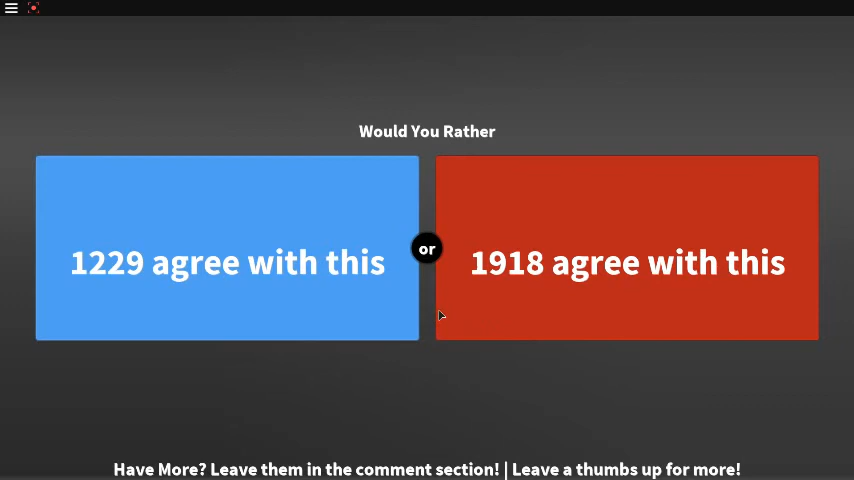 Would You Rather
1229 agree with this
or
1918 agree with this
Have More? Leave them in the comment section! | Leave a thumbs up for more!